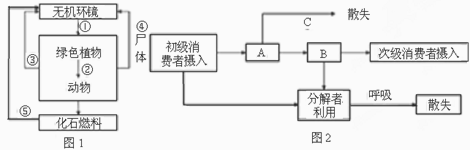 无机环境
①
④
尸体
绿色植物
③
②
动物
⑤
化石燃料
图1
C
散失
初级消费者摄入
A
B
次级消费者摄入
分解者利用
呼吸
散失
图2